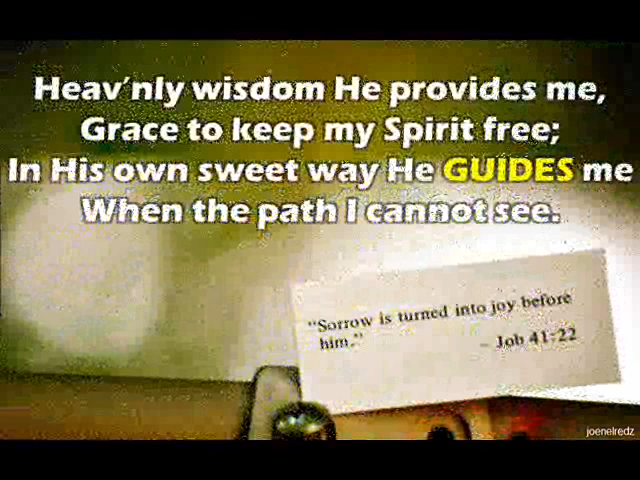 Heav'nly wisdom He provides me,
Grace to keep my Spirit free;
In His own sweet way He GUIDES me
When the path I cannot see.
"Sorrow is turned into joy before
him."
- Job 41:22
joenelredz